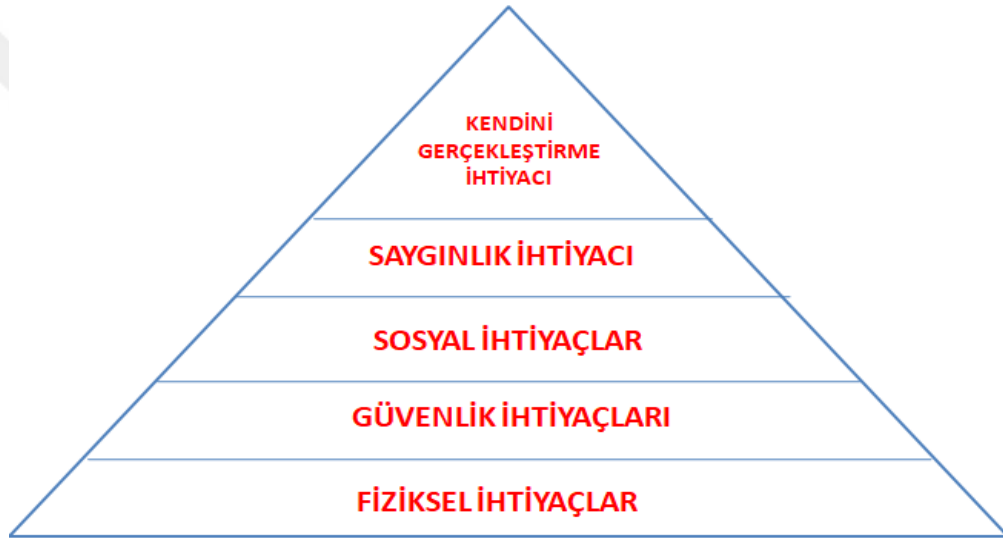 KENDİNİ
GERÇEKLEŞTİRME
İHTİYACI
SAYGINLIK İHTİYACI
SOSYAL İHTİYAÇLAR
GÜVENLİK İHTİYAÇLARI
FİZİKSEL İHTİYAÇLAR